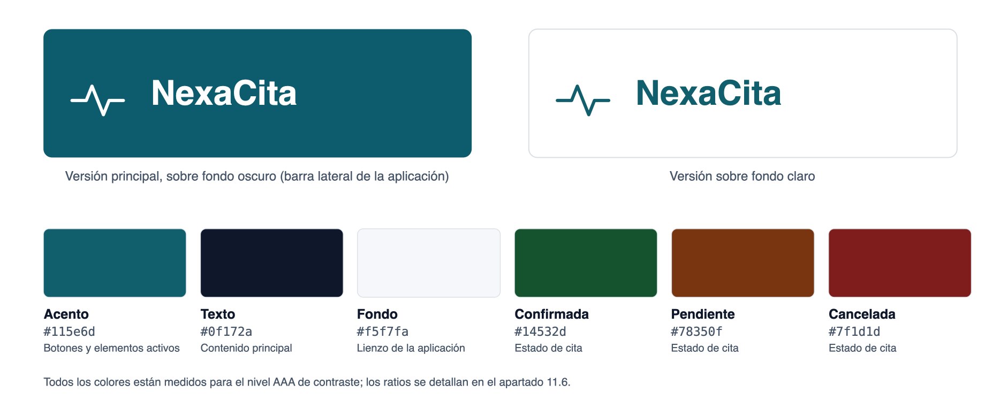 NexaCita
NexaCita
Versión principal, sobre fondo oscuro (barra lateral de la aplicación)
Versión sobre fondo claro
Acento
#115e6d
Botones y elementos activos
Texto
#0f172a
Contenido principal
Fondo
#f5f7fa
Lienzo de la aplicación
Confirmada
#14532d
Estado de cita
Pendiente
#78350f
Estado de cita
Cancelada
#7f1d1d
Estado de cita
Todos los colores están medidos para el nivel AAA de contraste; los ratios se detallan en el apartado 11.6.